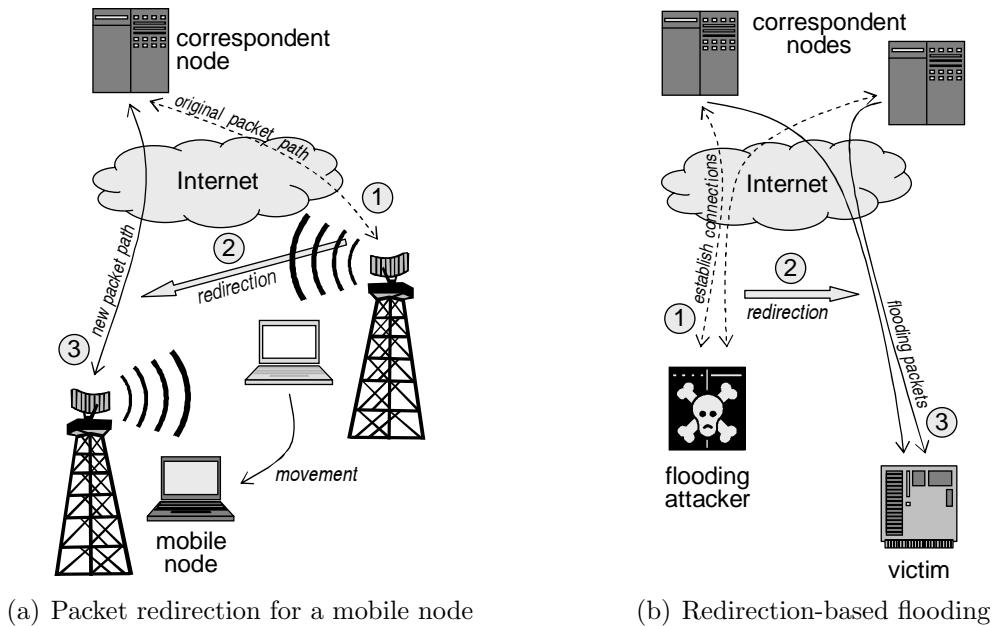 correspondent
node
original packet path
Internet
1
2
redirection
new packet path
3
movement
mobile
node
(a) Packet redirection for a mobile node
correspondent
nodes
Internet
establish connections
2
1
redirection
flooding packets
3
flooding
attacker
victim
(b) Redirection-based flooding